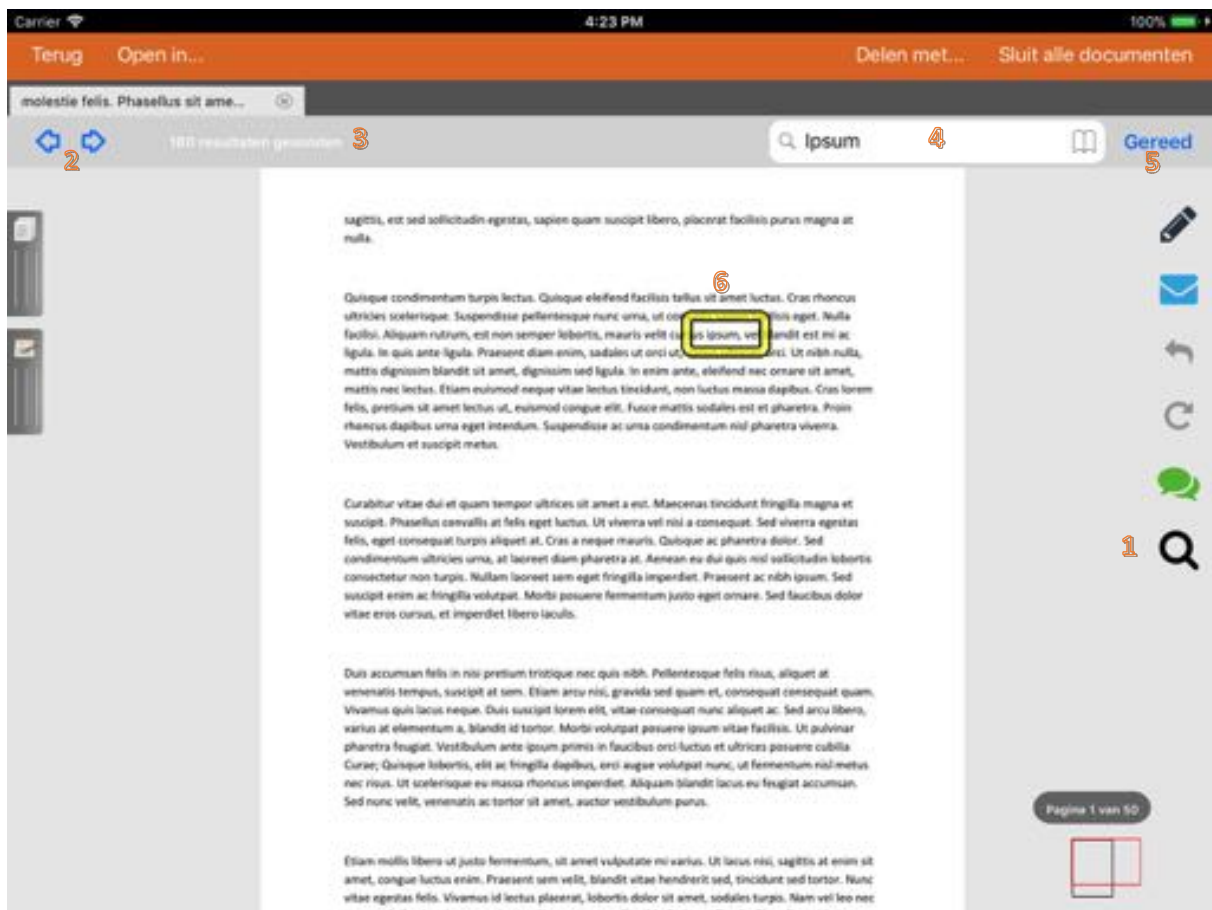 Carrier 4:23 PM 100%
Terug Open in... Delen met... Sluit alle documenten
molestie felis. Phasellus sit ame...
2 180 resultaten gevonden 3 Ipsum 4 Gereed 5
sagittis, est sed sollicitudin egestas, sapien quam suscipit libero, placerat facilisis purus magna at
nulla.
6
Quisque condimentum turpis lectus. Quisque eleifend facilisis tellus sit amet luctus. Cras rhoncus
ultricies scelerisque. Suspendisse pellentesque nunc urna, ut eget. Nulla
facilisi. Aliquam rutrum, est non semper lobortis, mauris velit cursus ipsum, vel blandit est mi ac
ligula. In quis ante ligula. Praesent diam enim, sodales ut orci ut, orci. Ut nibh nulla,
mattis dignissim blandit sit amet, dignissim sed ligula. In enim ante, eleifend nec ornare sit amet,
mattis nec lectus. Etiam euismod neque vitae lectus tincidunt, non luctus massa dapibus. Cras lorem
felis, pretium sit amet lectus ut, euismod congue elit. Fusce mattis sodales est et pharetra. Proin
rhoncus dapibus urna eget interdum. Suspendisse ac urna condimentum nisl pharetra viverra.
Vestibulum et suscipit metus.
Curabitur vitae dui et quam tempor ultrices sit amet a est. Maecenas tincidunt fringilla magna et
suscipit. Phasellus convallis at felis eget luctus. Ut viverra vel nisi a consequat. Sed viverra egestas
felis, eget consequat turpis aliquet at. Cras a neque mauris. Quisque ac pharetra dolor. Sed
condimentum ultricies urna, at laoreet diam pharetra at. Aenean eu dui quis nisl sollicitudin lobortis
consectetur non turpis. Nullam laoreet sem eget fringilla imperdiet. Praesent ac nibh ipsum. Sed
suscipit enim ac fringilla volutpat. Morbi posuere fermentum justo eget ornare. Sed faucibus dolor
vitae eros cursus, et imperdiet libero iaculis.
1
Duis accumsan felis in nisi pretium tristique nec quis nibh. Pellentesque felis risus, aliquet at
venenatis tempus, suscipit at sem. Etiam arcu nisi, gravida sed quam et, consequat consequat quam.
Vivamus quis lacus neque. Duis suscipit lorem elit, vitae consequat nunc aliquet ac. Sed arcu libero,
varius at elementum a, blandit id tortor. Morbi volutpat posuere ipsum vitae facilisis. Ut pulvinar
pharetra feugiat. Vestibulum ante ipsum primis in faucibus orci luctus et ultrices posuere cubilia
Curae; Quisque lobortis, elit ac fringilla dapibus, orci augue volutpat nunc, ut fermentum nisl metus
nec risus. Ut scelerisque eu massa rhoncus imperdiet. Aliquam blandit lacus eu feugiat accumsan.
Sed nunc velit, venenatis ac tortor sit amet, auctor vestibulum purus.
Pagina 1 van 50
Etiam mollis libero ut justo fermentum, sit amet vulputate mi varius. Ut lacus nisi, sagittis at enim sit
amet, congue luctus enim. Praesent sem velit, blandit vitae hendrerit sed, tincidunt sed tortor. Nunc
vitae egestas felis. Vivamus id lectus placerat, lobortis dolor sit amet, sodales turpis. Nam vel leo nec